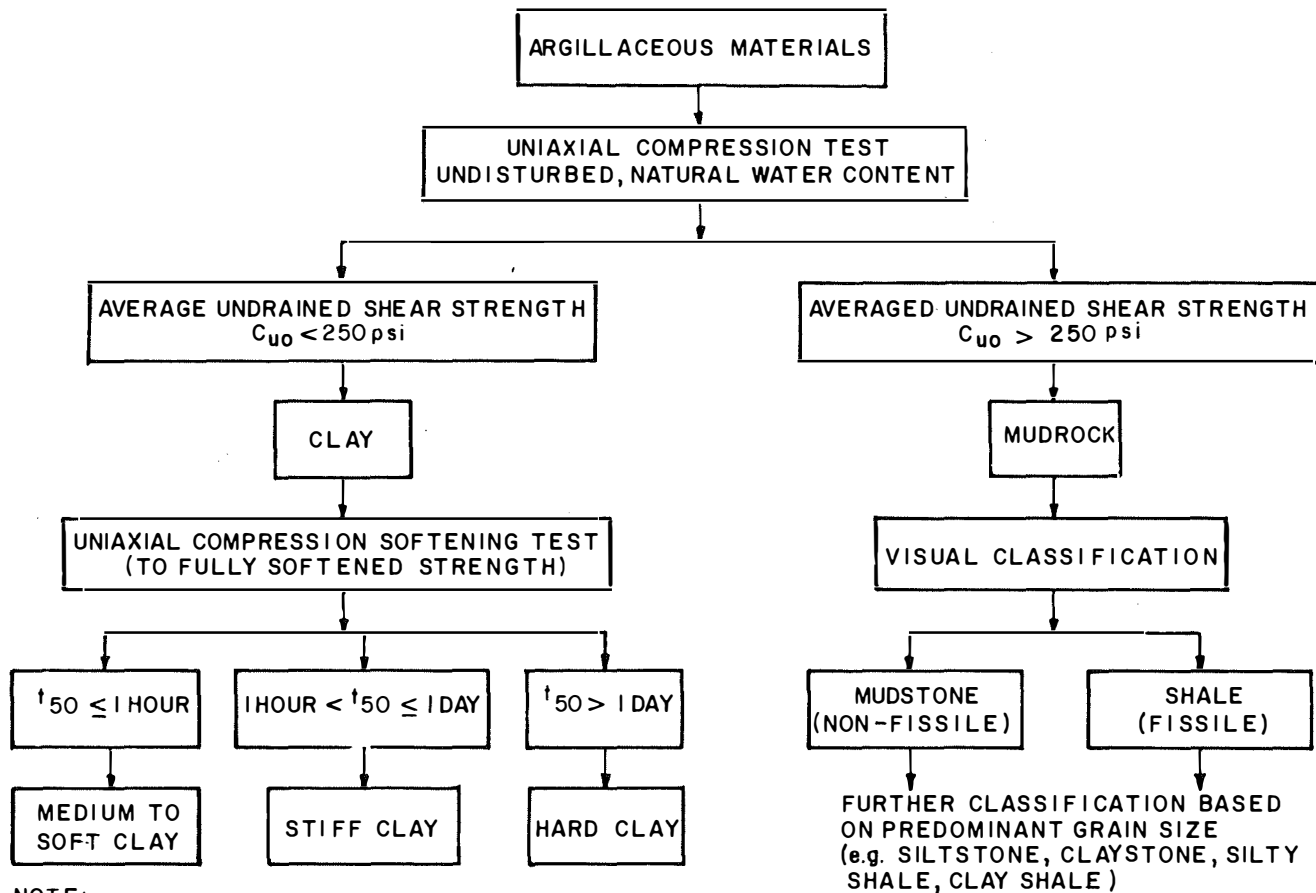 ARGILLACEOUS MATERIALS
UNIAXIAL COMPRESSION TEST
UNDISTURBED, NATURAL WATER CONTENT
AVERAGE UNDRAINED SHEAR STRENGTH
Cuo < 250 psi
AVERAGED UNDRAINED SHEAR STRENGTH
Cuo > 250 psi
CLAY
MUDROCK
UNIAXIAL COMPRESSION SOFTENING TEST
(TO FULLY SOFTENED STRENGTH)
VISUAL CLASSIFICATION
t50 ≤ 1 HOUR
1 HOUR < t50 ≤ 1 DAY
t50 > 1 DAY
MUDSTONE
(NON-FISSILE)
SHALE
(FISSILE)
MEDIUM TO
SOFT CLAY
STIFF CLAY
HARD CLAY
FURTHER CLASSIFICATION BASED
ON PREDOMINANT GRAIN SIZE
(e.g. SILTSTONE, CLAYSTONE, SILTY
SHALE, CLAY SHALE)
NOTE: